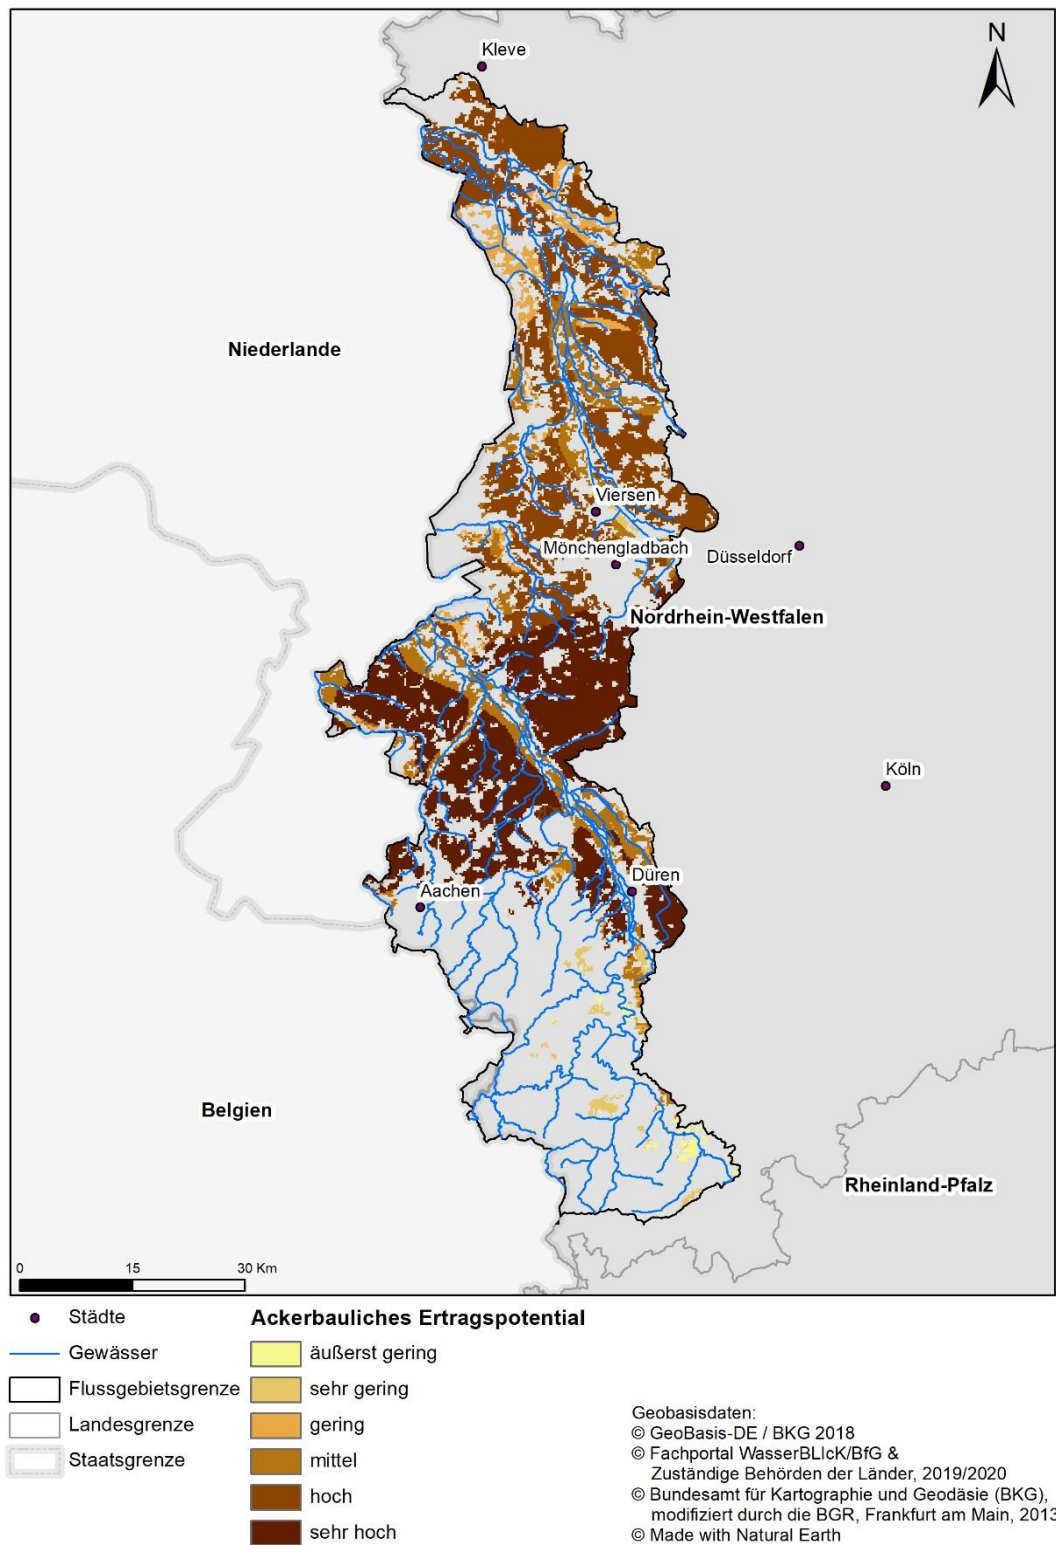 Kleve
N
Niederlande
Viersen
Mönchengladbach
Düsseldorf
Nordrhein-Westfalen
Köln
Düren
Aachen
Belgien
Rheinland-Pfalz
0 15 30 Km
Städte
Gewässer
Flussgebietsgrenze
Landesgrenze
Staatsgrenze
Ackerbauliches Ertragspotential
äußerst gering
sehr gering
gering
mittel
hoch
sehr hoch
Geobasisdaten:
© GeoBasis-DE / BKG 2018
© Fachportal WasserBLIcK/BfG &
Zuständige Behörden der Länder, 2019/2020
© Bundesamt für Kartographie und Geodäsie (BKG),
modifiziert durch die BGR, Frankfurt am Main, 2013
© Made with Natural Earth